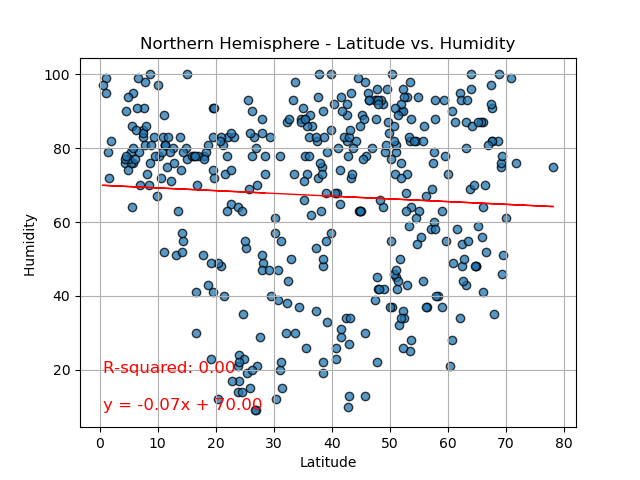 Northern Hemisphere - Latitude vs. Humidity
100
80
60
40
20
Humidity
R-squared: 0.00
y = -0.07x + 70.00
0 10 20 30 40 50 60 70 80
Latitude